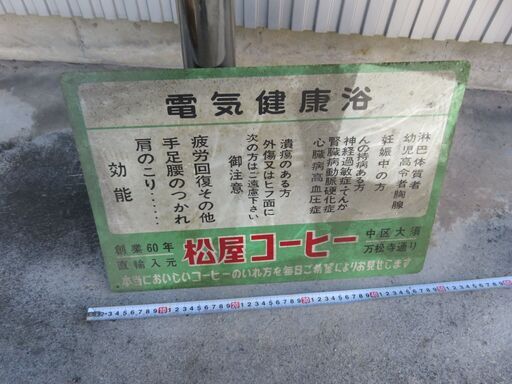 電気健康浴
淋巴体質者
幼児高令者胸腺
妊娠中の方
んの持病ある方
神経過敏症ぜんか
腎臓病動脈硬化症
心臓病高血圧症
潰瘍のある方
外傷又はヒフ面に
次の方はご遠慮下さい
御注意
疲労回復その他
手足腰のつかれ
肩のこり……
効能
創業60年
直輸入元
松屋コーヒー
中区大須
万松寺通り
本当においしいコーヒーのいれ方を毎日ご希望によりお見せします